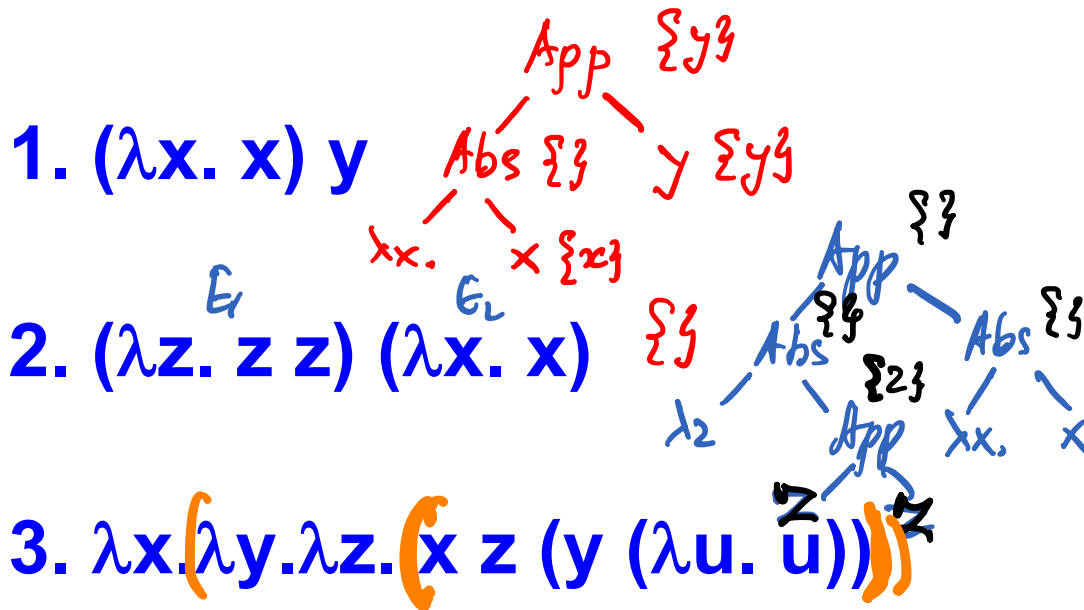 App {y}
1. (λx. x) y
Abs {} y {y}
λx. x {x}
{}
App
E₁ E₂
2. (λz. z z) (λx. x) {}
{} {}
Abs Abs
{z}
λz App λx. x
z z
3. λx.(λy.λz.(x z (y (λu. u))))